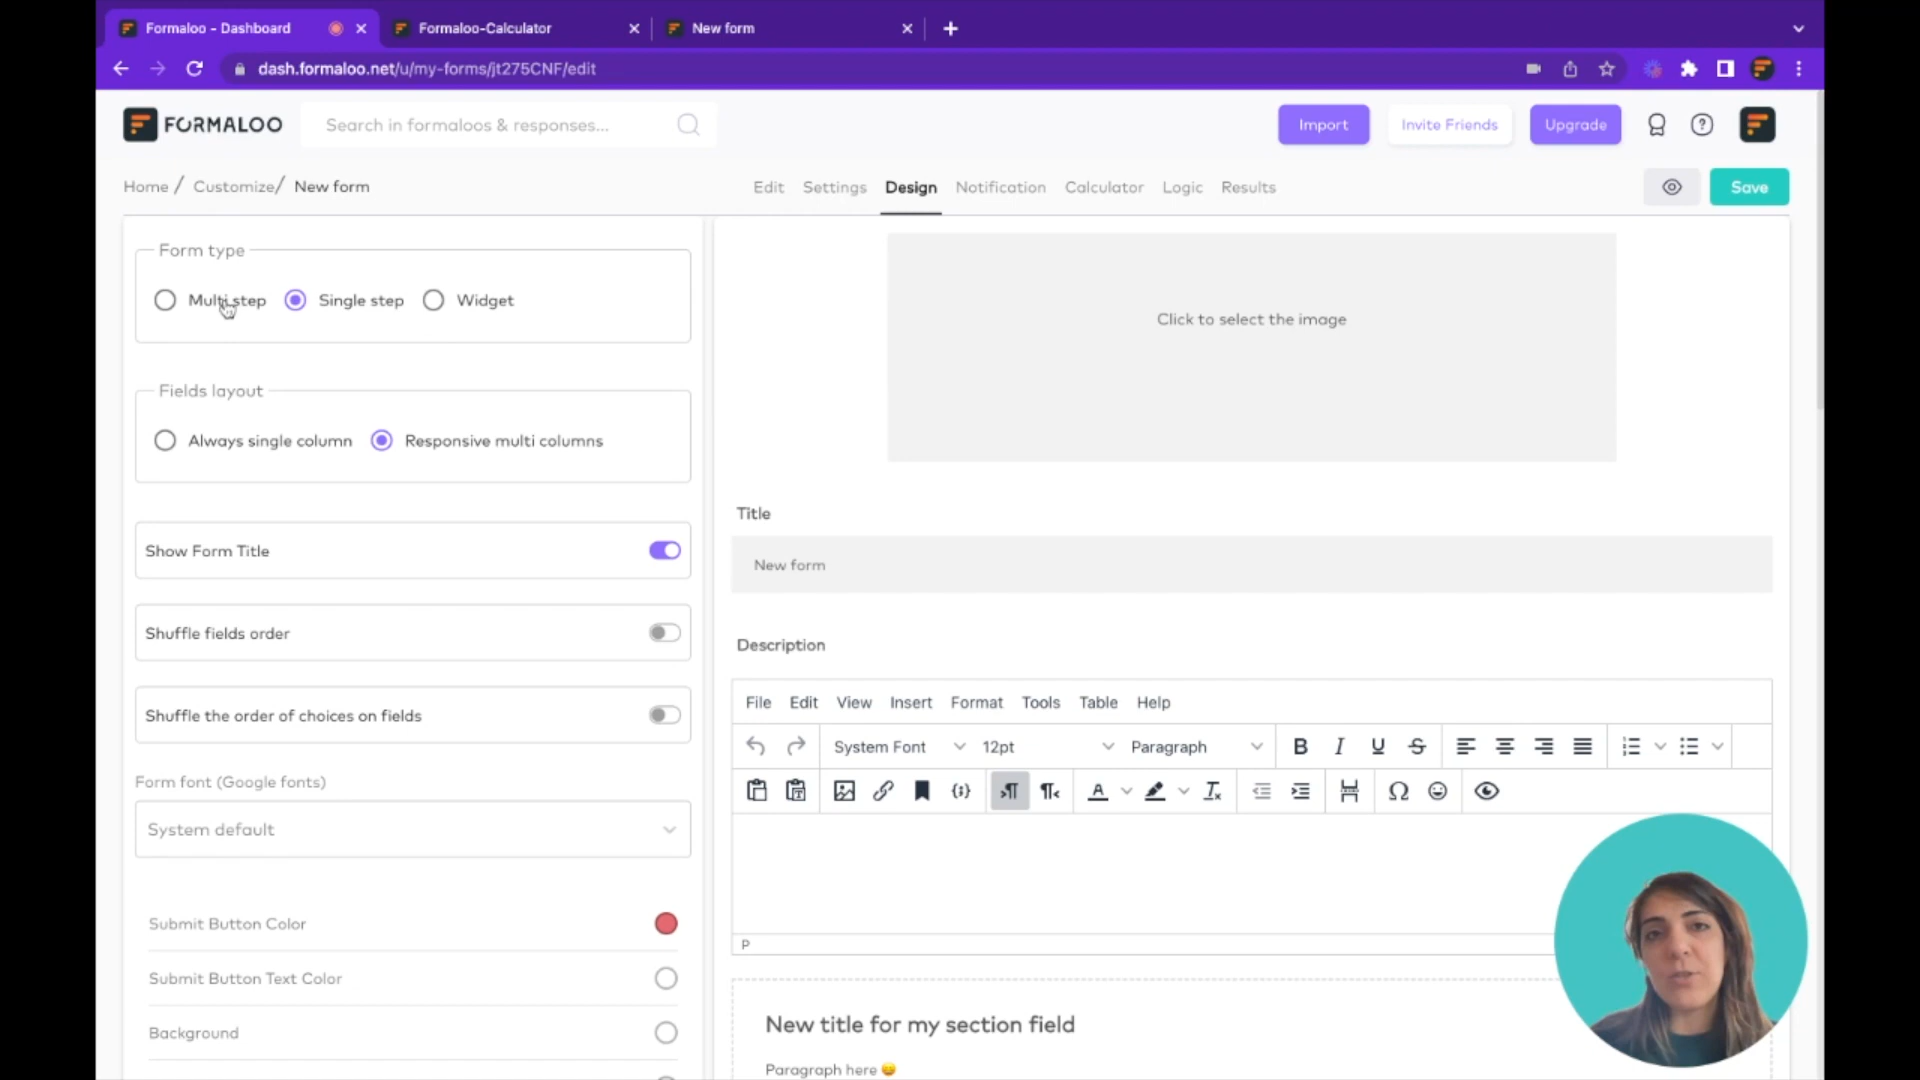 Formaloo - Dashboard
Formaloo-Calculator
New form
dash.formaloo.net/u/my-forms/jt275CNF/edit
FORMALOO
Search in formaloos & responses...
Import
Invite Friends
Upgrade
Home / Customize/ New form
Edit
Settings
Design
Notification
Calculator
Logic
Results
Save
Form type
Multi step
Single step
Widget
Fields layout
Always single column
Responsive multi columns
Show Form Title
Shuffle fields order
Shuffle the order of choices on fields
Form font (Google fonts)
System default
Submit Button Color
Submit Button Text Color
Background
Click to select the image
Title
New form
Description
File Edit View Insert Format Tools Table Help
System Font 12pt Paragraph
P
New title for my section field
Paragraph here 😀